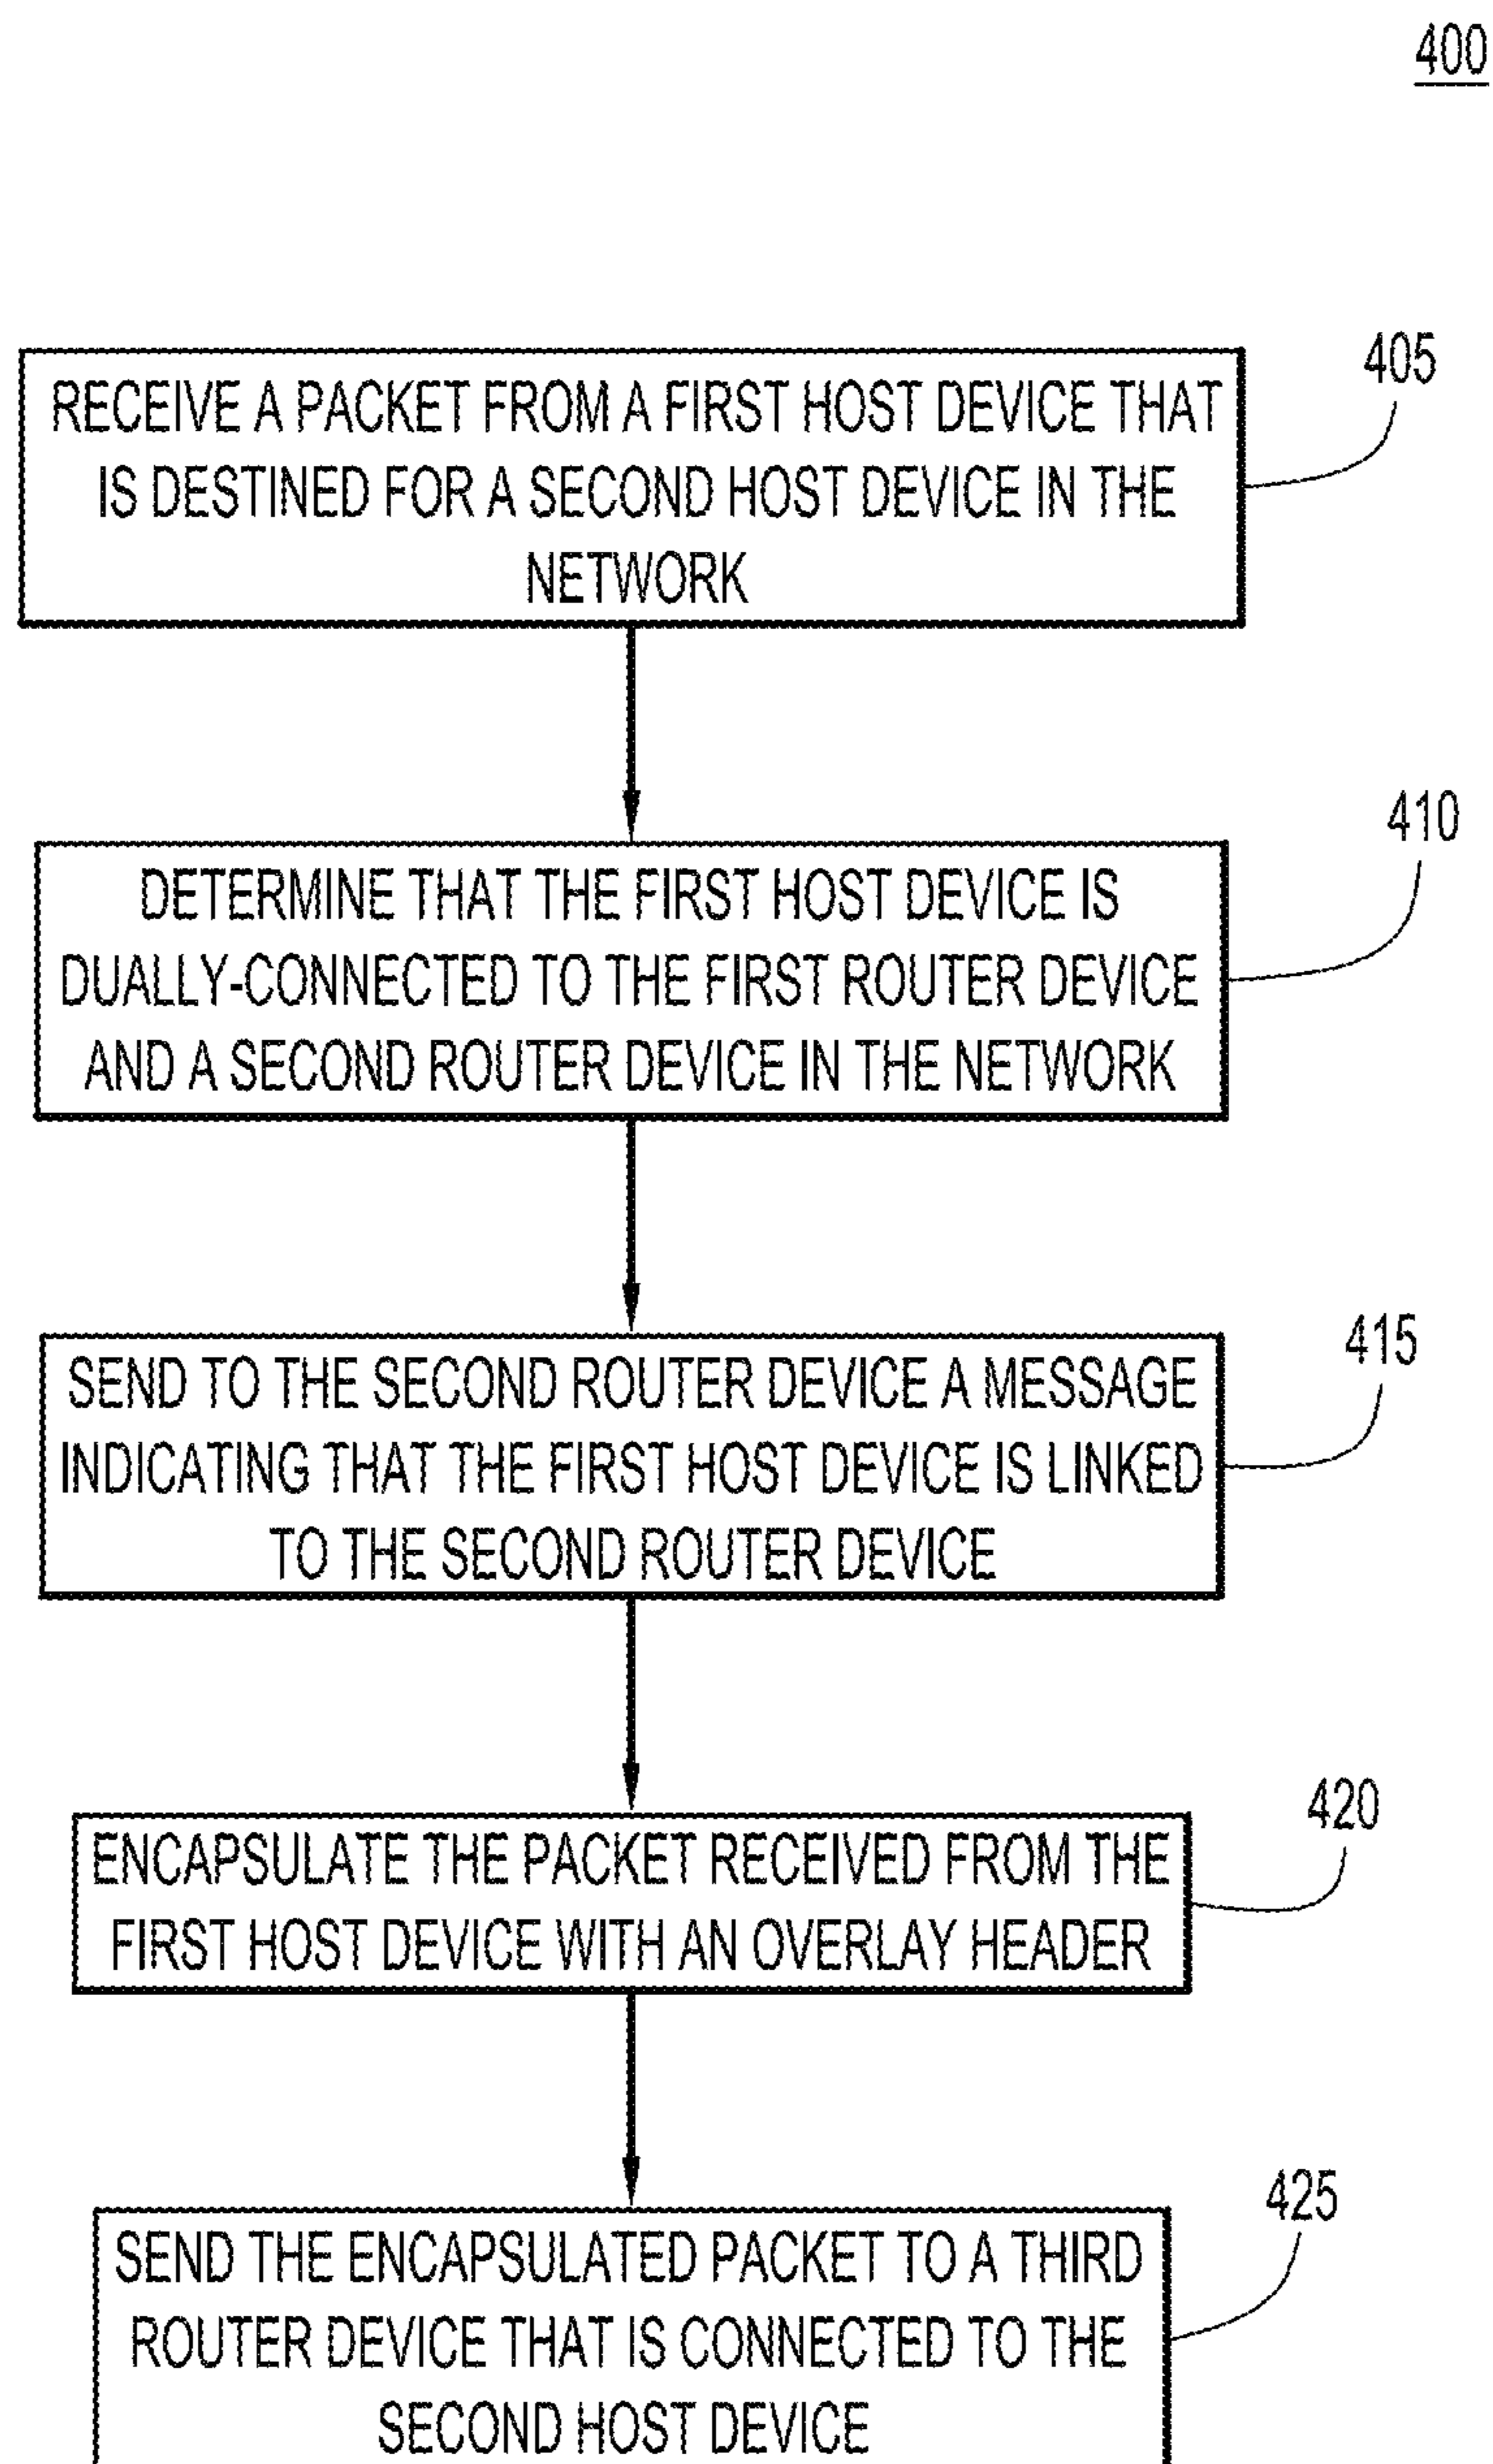 400
405
RECEIVE A PACKET FROM A FIRST HOST DEVICE THAT
IS DESTINED FOR A SECOND HOST DEVICE IN THE
NETWORK
410
DETERMINE THAT THE FIRST HOST DEVICE IS
DUALLY-CONNECTED TO THE FIRST ROUTER DEVICE
AND A SECOND ROUTER DEVICE IN THE NETWORK
415
SEND TO THE SECOND ROUTER DEVICE A MESSAGE
INDICATING THAT THE FIRST HOST DEVICE IS LINKED
TO THE SECOND ROUTER DEVICE
420
ENCAPSULATE THE PACKET RECEIVED FROM THE
FIRST HOST DEVICE WITH AN OVERLAY HEADER
425
SEND THE ENCAPSULATED PACKET TO A THIRD
ROUTER DEVICE THAT IS CONNECTED TO THE
SECOND HOST DEVICE